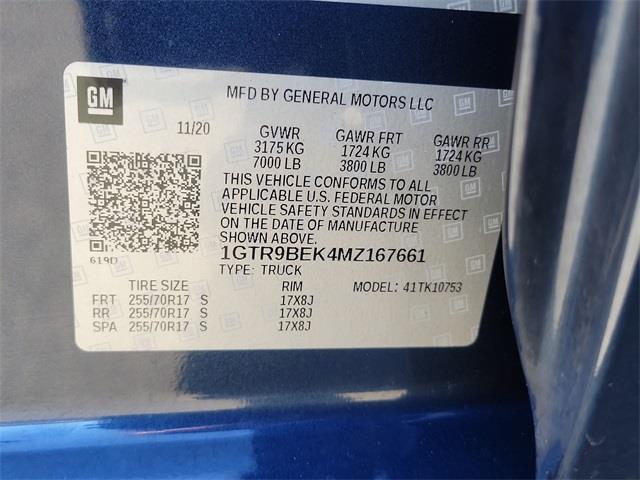 GM
MFD BY GENERAL MOTORS LLC
11/20 GVWR GAWR FRT GAWR RR
3175 KG 1724 KG 1724 KG
7000 LB 3800 LB 3800 LB
THIS VEHICLE CONFORMS TO ALL
APPLICABLE U.S. FEDERAL MOTOR
VEHICLE SAFETY STANDARDS IN EFFECT
ON THE DATE OF MANUFACTURE
SHOWN ABOVE.
619D 1GTR9BEK4MZ167661
TYPE: TRUCK
TIRE SIZE RIM MODEL: 41TK10753
FRT 255/70R17 S 17X8J
RR 255/70R17 S 17X8J
SPA 255/70R17 S 17X8J